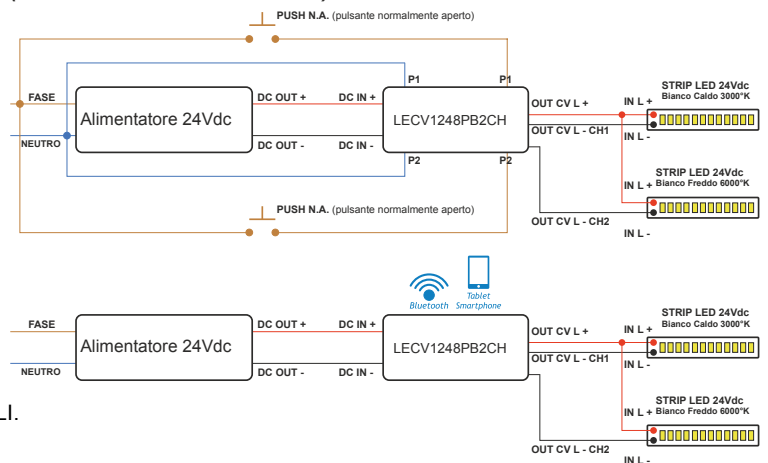 PUSH N.A. (pulsante normalmente aperto)
P1 P1
FASE DC OUT + DC IN + OUT CV L + IN L + STRIP LED 24Vdc
Bianco Caldo 3000°K
Alimentatore 24Vdc LECV1248PB2CH
OUT CV L - CH1 IN L -
NEUTRO DC OUT - DC IN -
P2 P2
STRIP LED 24Vdc
IN L + Bianco Freddo 6000°K
PUSH N.A. (pulsante normalmente aperto)
OUT CV L - CH2
IN L -
Bluetooth Tablet
Smartphone
STRIP LED 24Vdc
Bianco Caldo 3000°K
FASE DC OUT + DC IN + OUT CV L + IN L +
Alimentatore 24Vdc LECV1248PB2CH
OUT CV L - CH1 IN L -
NEUTRO DC OUT - DC IN -
STRIP LED 24Vdc
LI. IN L + Bianco Freddo 6000°K
OUT CV L - CH2
IN L -